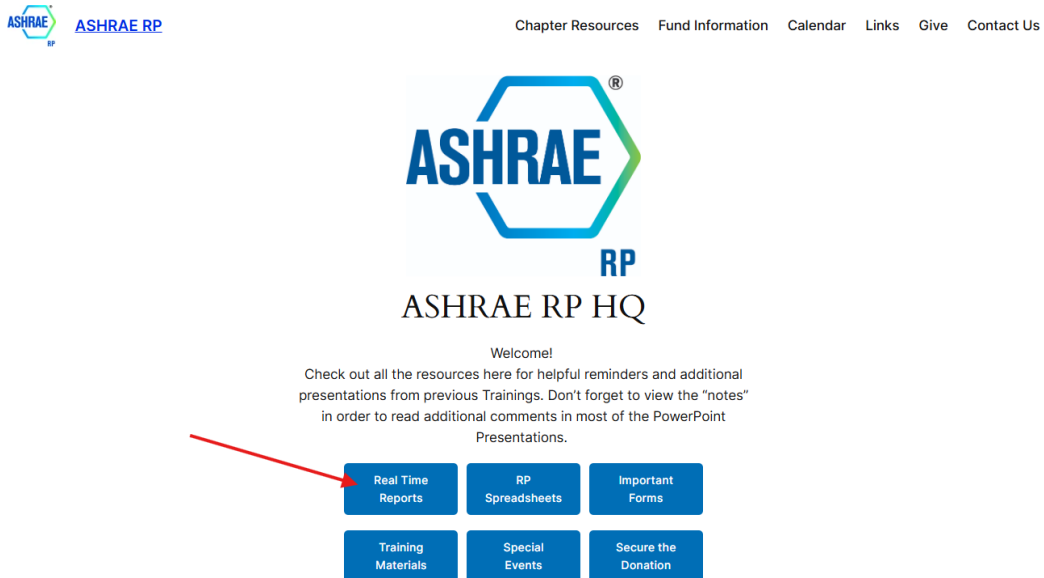 ASHRAE
RP
ASHRAE RP
Chapter Resources Fund Information Calendar Links Give Contact Us
ASHRAE®
RP
ASHRAE RP HQ
Welcome!
Check out all the resources here for helpful reminders and additional
presentations from previous Trainings. Don’t forget to view the “notes”
in order to read additional comments in most of the PowerPoint
Presentations.
Real Time
Reports
RP
Spreadsheets
Important
Forms
Training
Materials
Special
Events
Secure the
Donation